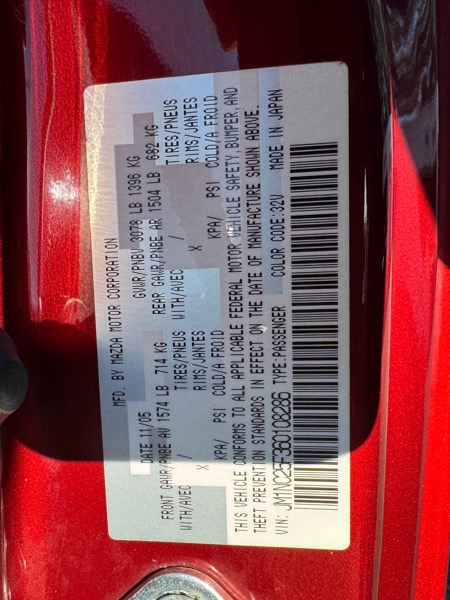 MFD. BY MAZDA MOTOR CORPORATION
DATE 11/05 GVWR/PNBV 3078 LB 1396 KG
FRONT GAWR/PNBE AV 1574 LB 714 KG REAR GAWR/PNBE AR 1504 LB 682 KG
WITH/AVEC / TIRES/PNEUS WITH/AVEC / TIRES/PNEUS
X RIMS/JANTES X RIMS/JANTES
KPA/ PSI COLD/A FROID KPA/ PSI COLD/A FROID
THIS VEHICLE CONFORMS TO ALL APPLICABLE FEDERAL MOTOR VEHICLE SAFETY, BUMPER, AND
THEFT PREVENTION STANDARDS IN EFFECT ON THE DATE OF MANUFACTURE SHOWN ABOVE.
VIN: JM1NC25F360108286 TYPE:PASSENGER COLOR CODE:32V MADE IN JAPAN